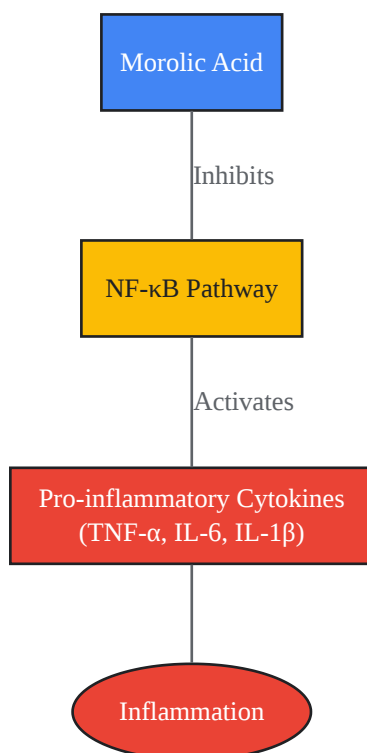 Morolic Acid
Inhibits
NF-κB Pathway
Activates
Pro-inflammatory Cytokines
(TNF-α, IL-6, IL-1β)
Inflammation